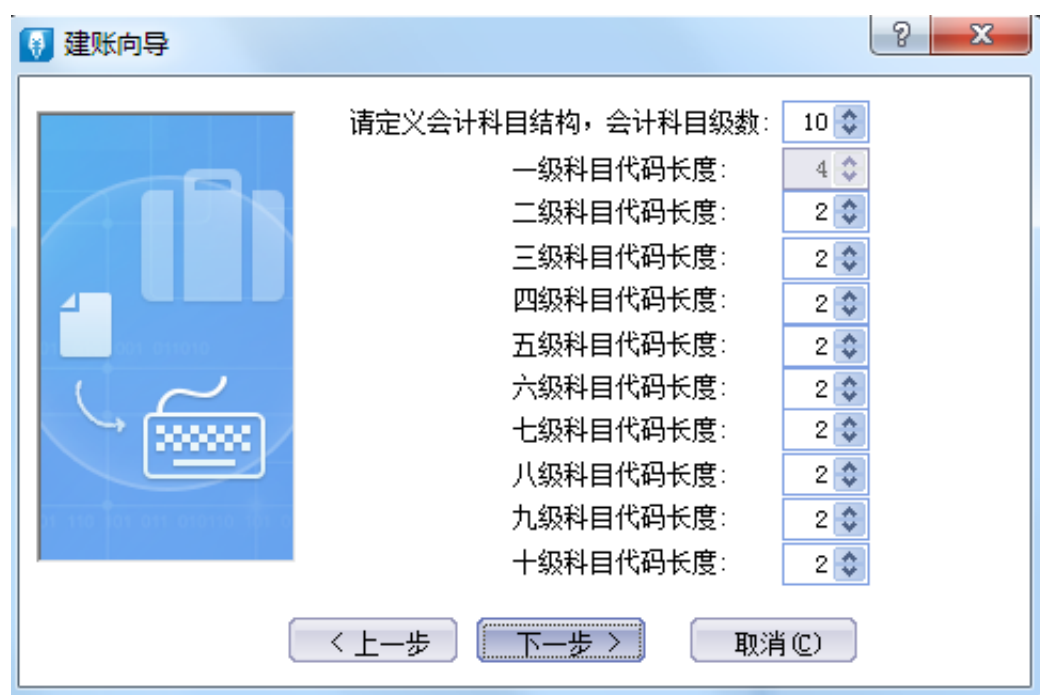 建账向导
请定义会计科目结构，会计科目级数: 10
一级科目代码长度: 4
二级科目代码长度: 2
三级科目代码长度: 2
四级科目代码长度: 2
五级科目代码长度: 2
六级科目代码长度: 2
七级科目代码长度: 2
八级科目代码长度: 2
九级科目代码长度: 2
十级科目代码长度: 2
<上一步 下一步> 取消(C)